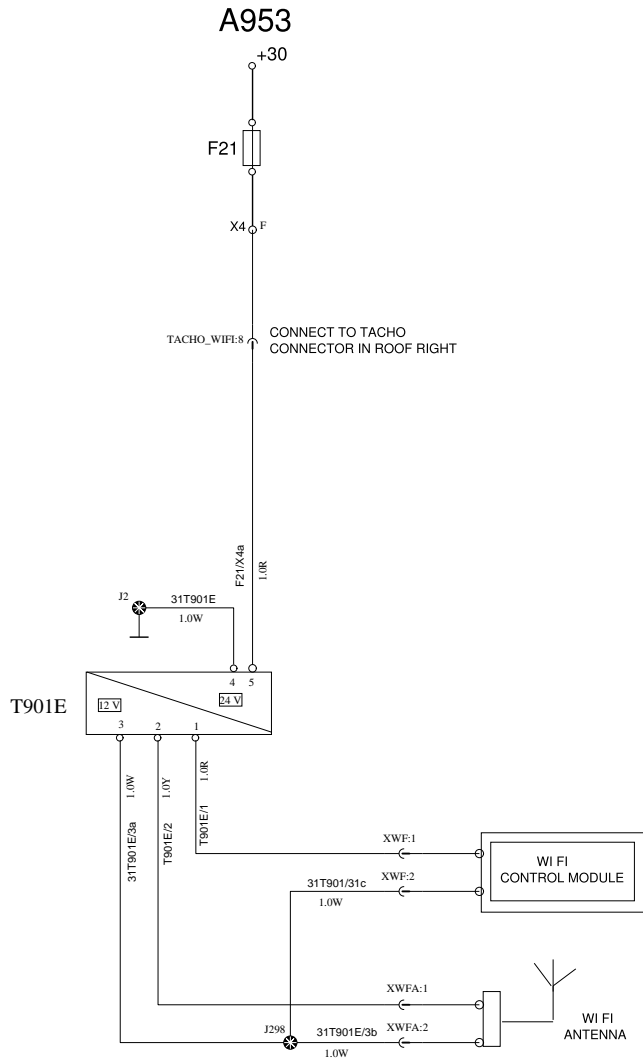 A953
+30
F21
X4 F
TACHO_WIFI:8
CONNECT TO TACHO
CONNECTOR IN ROOF RIGHT
F21/X4a
1.0R
J2
31T901E
1.0W
4 5
T901E
12 V
24 V
3 2 1
1.0W
1.0Y
1.0R
31T901E/3a
T901E/2
T901E/1
XWF:1
WI FI
CONTROL MODULE
31T901/31c
1.0W
XWF:2
XWFA:1
J298
31T901E/3b
1.0W
XWFA:2
WI FI
ANTENNA